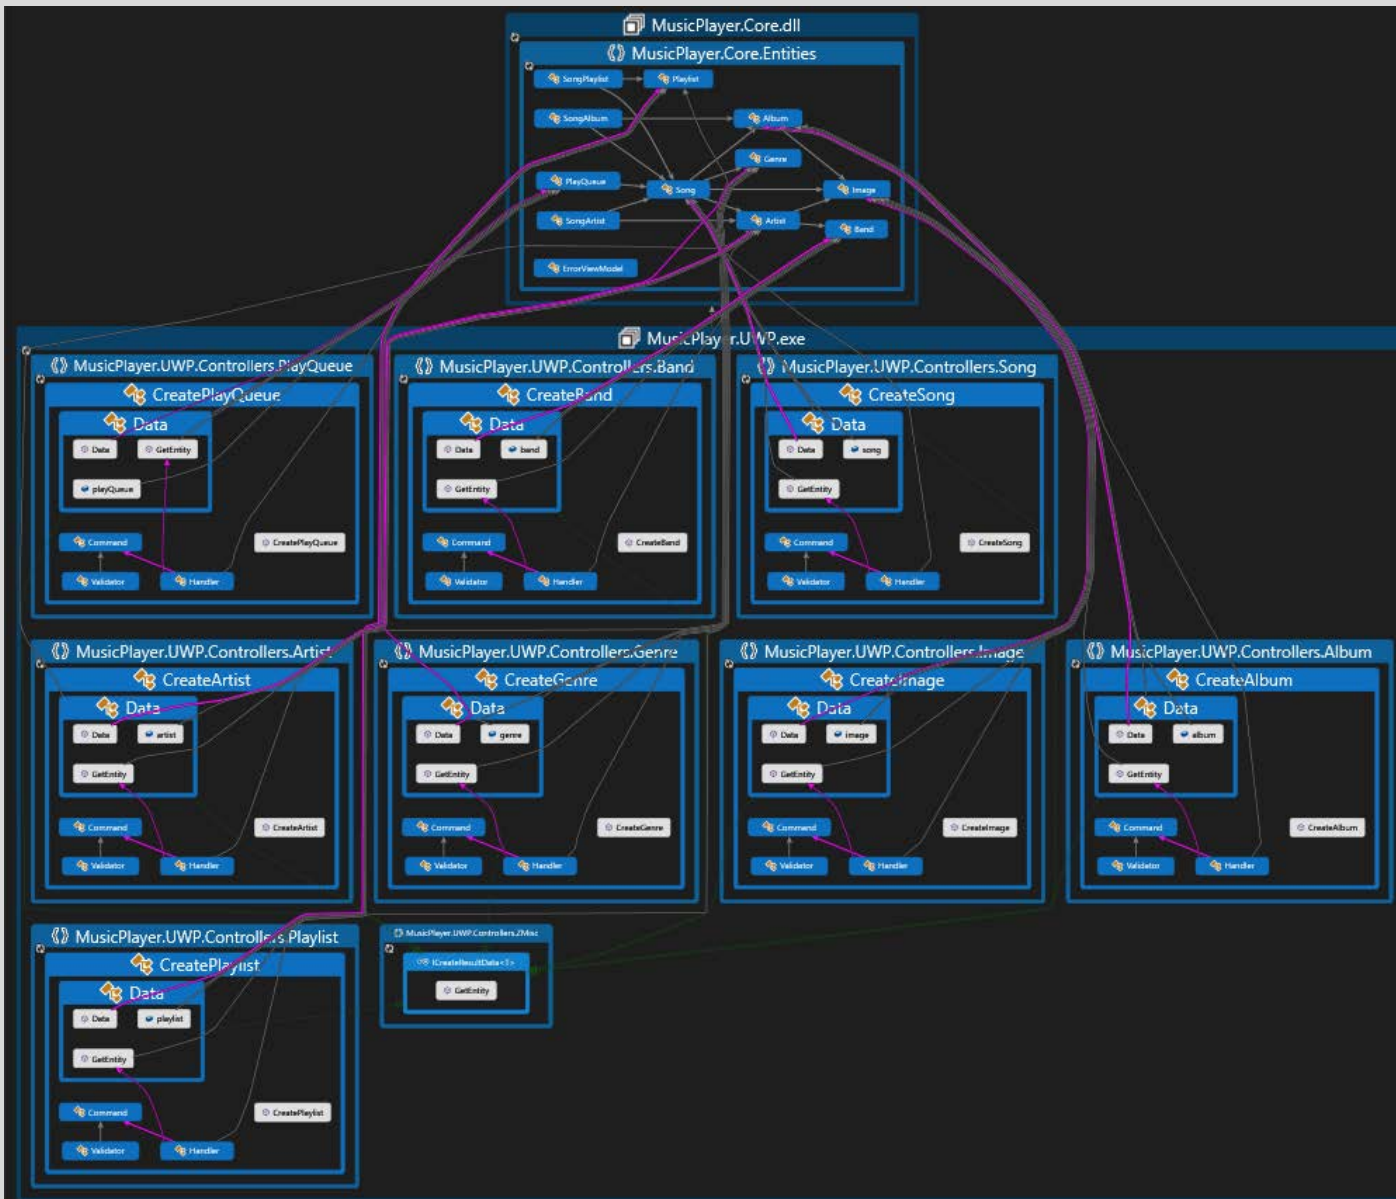 MusicPlayer.Core.dll
MusicPlayer.Core.Entities
SongPlaylist
Playlist
SongAlbum
Album
Genre
PlayQueue
Song
Image
SongArtist
Artist
Band
ErrorViewModel
MusicPlayer.UWP.exe
MusicPlayer.UWP.Controllers.PlayQueue
CreatePlayQueue
Data
Data
GetEntity
playQueue
Command
CreatePlayQueue
Validator
Handler
MusicPlayer.UWP.Controllers.Band
CreateBand
Data
Data
band
GetEntity
Command
CreateBand
Validator
Handler
MusicPlayer.UWP.Controllers.Song
CreateSong
Data
Data
song
GetEntity
Command
CreateSong
Validator
Handler
MusicPlayer.UWP.Controllers.Artist
CreateArtist
Data
Data
artist
GetEntity
Command
CreateArtist
Validator
Handler
MusicPlayer.UWP.Controllers.Genre
CreateGenre
Data
Data
genre
GetEntity
Command
CreateGenre
Validator
Handler
MusicPlayer.UWP.Controllers.Image
CreateImage
Data
Data
image
GetEntity
Command
CreateImage
Validator
Handler
MusicPlayer.UWP.Controllers.Album
CreateAlbum
Data
Data
album
GetEntity
Command
CreateAlbum
Validator
Handler
MusicPlayer.UWP.Controllers.Playlist
CreatePlaylist
Data
Data
playlist
GetEntity
Command
CreatePlaylist
Validator
Handler
MusicPlayer.UWP.Controllers.ZMisc
ICreateResultData<T>
GetEntity